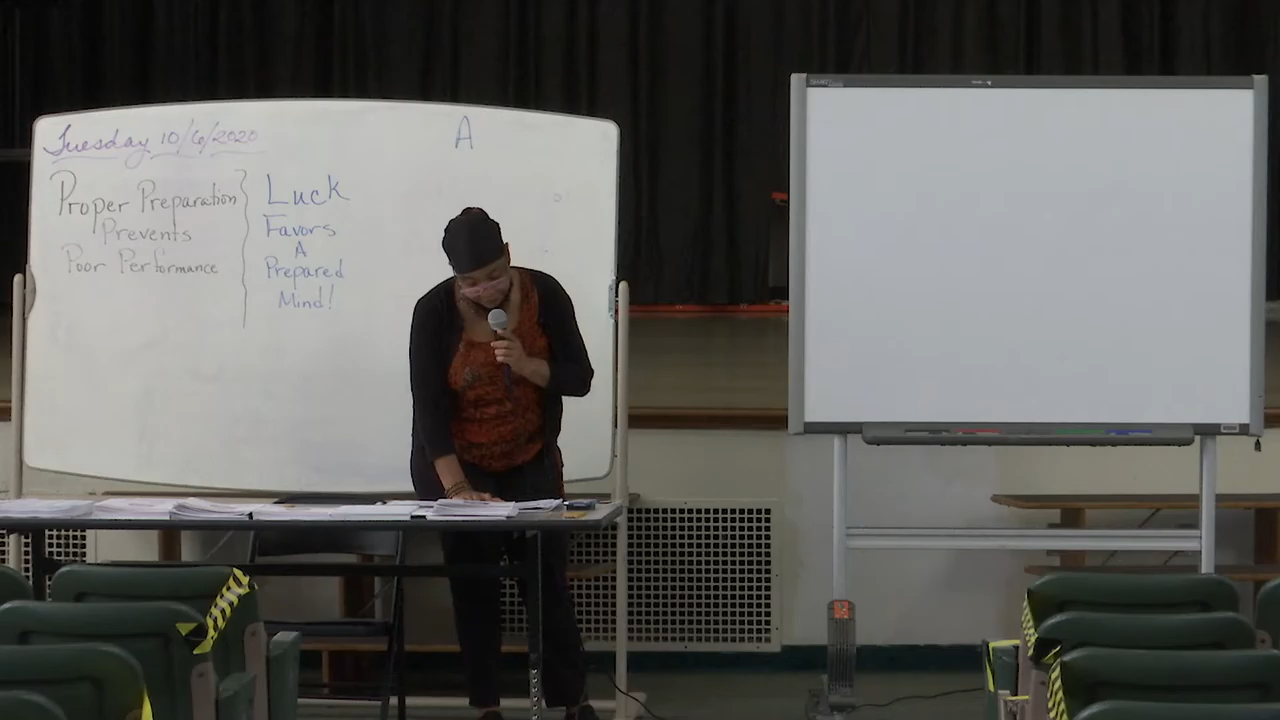 Tuesday 10/6/2020
A
Proper Preparation
Prevents
Poor Performance
Luck
Favors
A
Prepared
Mind!